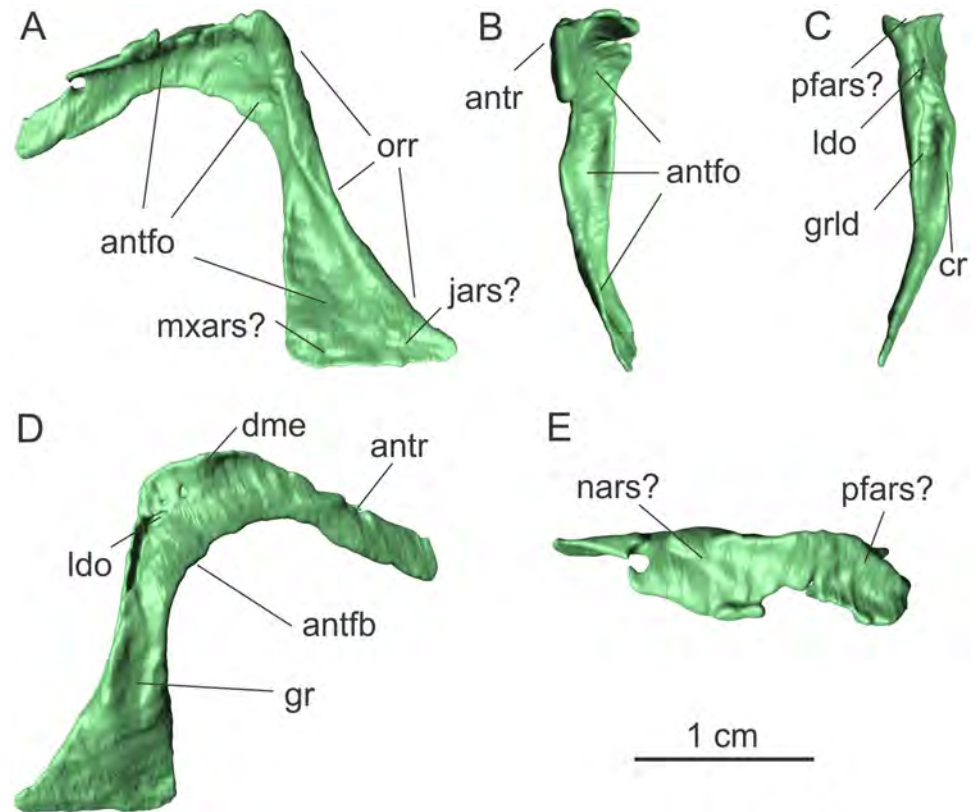 A
B
C
antr
pfars?
ldo
orr
antfo
antfo
grld
cr
jars?
mxars?
D
dme
antr
E
nars?
pfars?
ldo
antfb
gr
1 cm